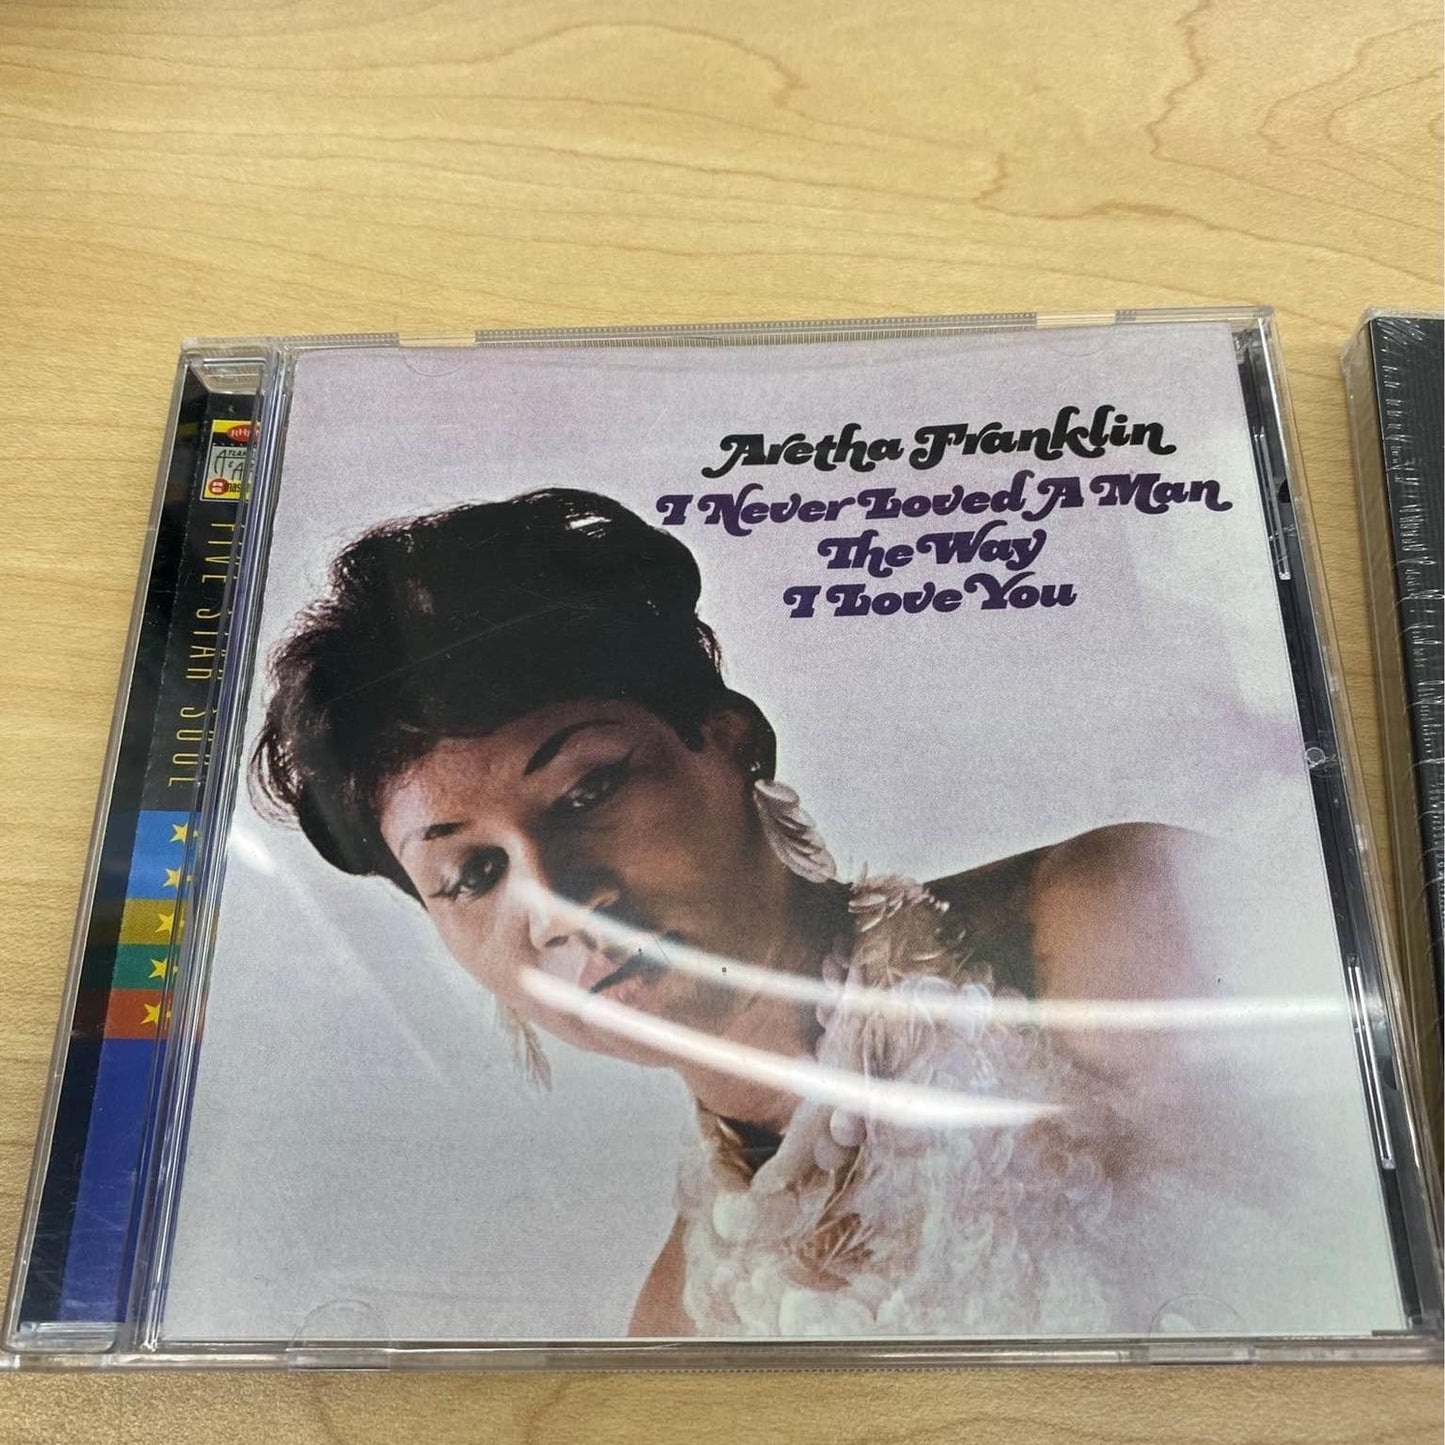 Aretha Franklin
I Never Loved A Man
The Way
I Love You
FIVE STAR SOUL